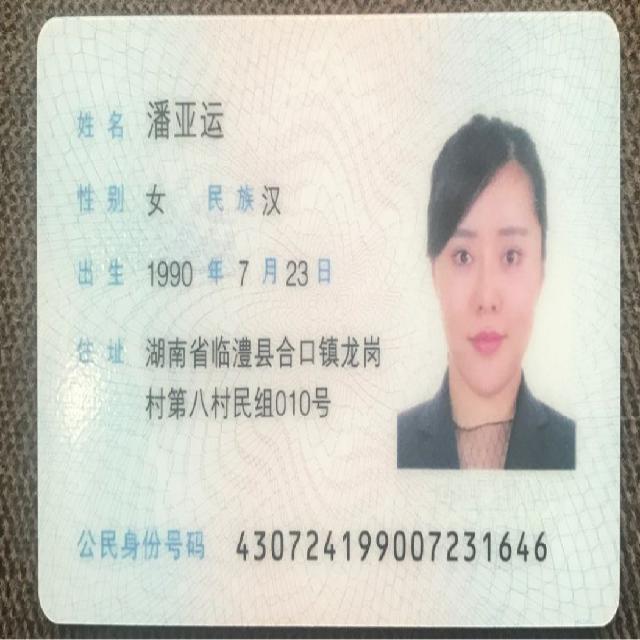 姓名 潘亚运
性别 女 民族 汉
出生 1990 年 7 月 23 日
住址 湖南省临澧县合口镇龙岗
村第八村民组010号
公民身份号码 430724199007231646